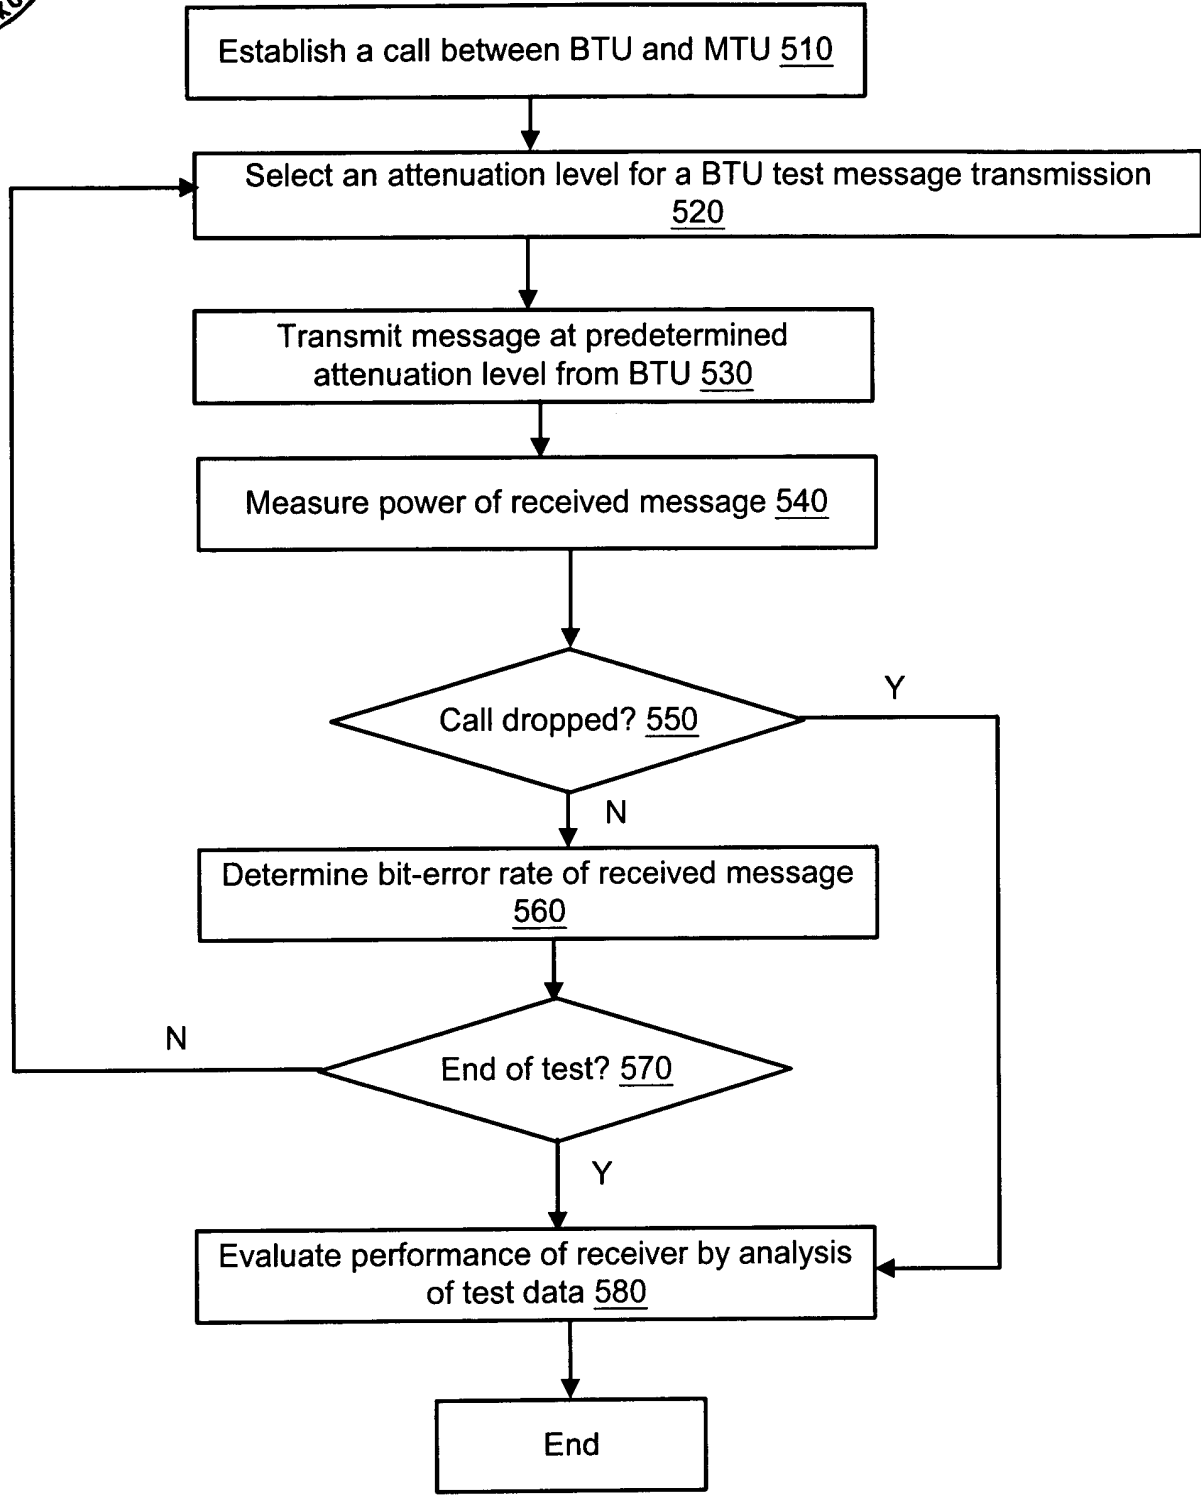 Establish a call between BTU and MTU 510
Select an attenuation level for a BTU test message transmission
520
Transmit message at predetermined
attenuation level from BTU 530
Measure power of received message 540
Call dropped? 550
Y
N
Determine bit-error rate of received message
560
N
End of test? 570
Y
Evaluate performance of receiver by analysis
of test data 580
End